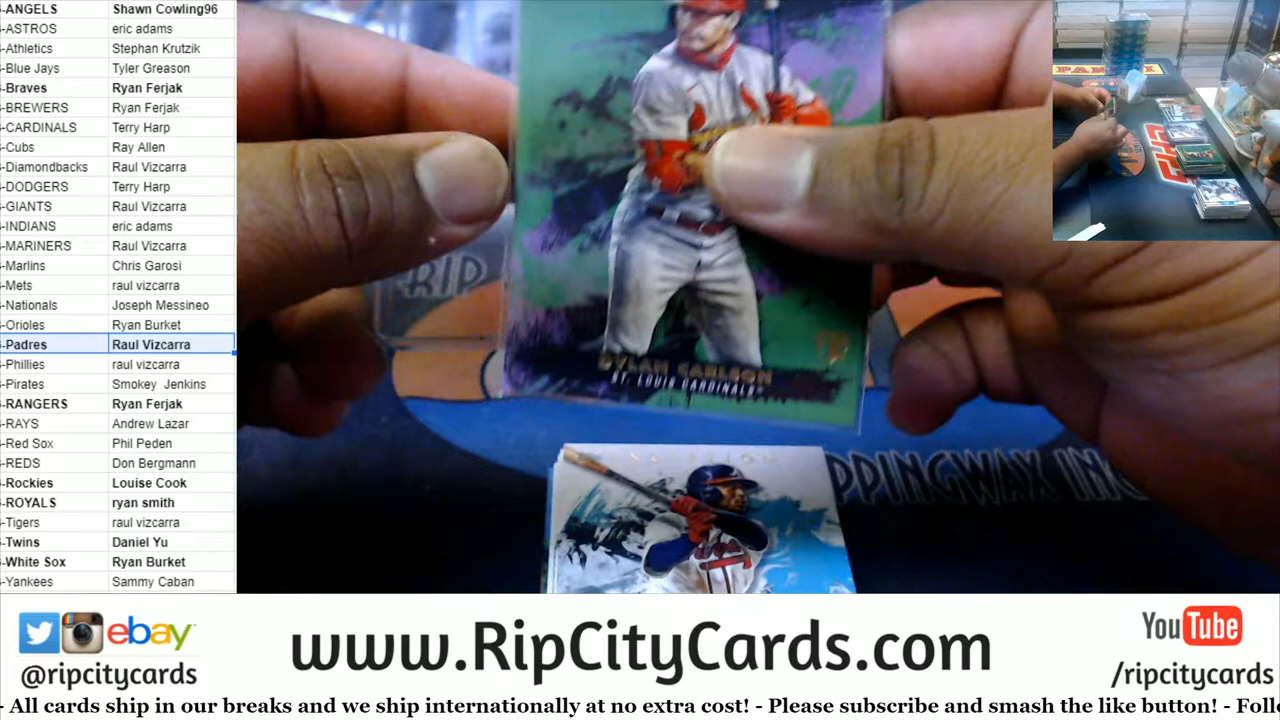 -ANGELS Shawn Cowling96
-ASTROS eric adams
-Athletics Stephan Krutzik
-Blue Jays Tyler Greason
-Braves Ryan Ferjak
-BREWERS Ryan Ferjak
-CARDINALS Terry Harp
-Cubs Ray Allen
-Diamondbacks Raul Vizcarra
-DODGERS Terry Harp
-GIANTS Raul Vizcarra
-INDIANS eric adams
-MARINERS Raul Vizcarra
-Marlins Chris Garosi
-Mets raul vizcarra
-Nationals Joseph Messineo
-Orioles Ryan Burket
-Padres Raul Vizcarra
-Phillies raul vizcarra
-Pirates Smokey Jenkins
-RANGERS Ryan Ferjak
-RAYS Andrew Lazar
-Red Sox Phil Peden
-REDS Don Bergmann
-Rockies Louise Cook
-ROYALS ryan smith
-Tigers raul vizcarra
-Twins Daniel Yu
-White Sox Ryan Burket
-Yankees Sammy Caban
RIP
DYLAN CARLSON
ST. LOUIS CARDINALS
PPINGWAX INC
ebay
@ripcitycards
www.RipCityCards.com
YouTube
/ripcitycards
- All cards ship in our breaks and we ship internationally at no extra cost! - Please subscribe and smash the like button! - Foll